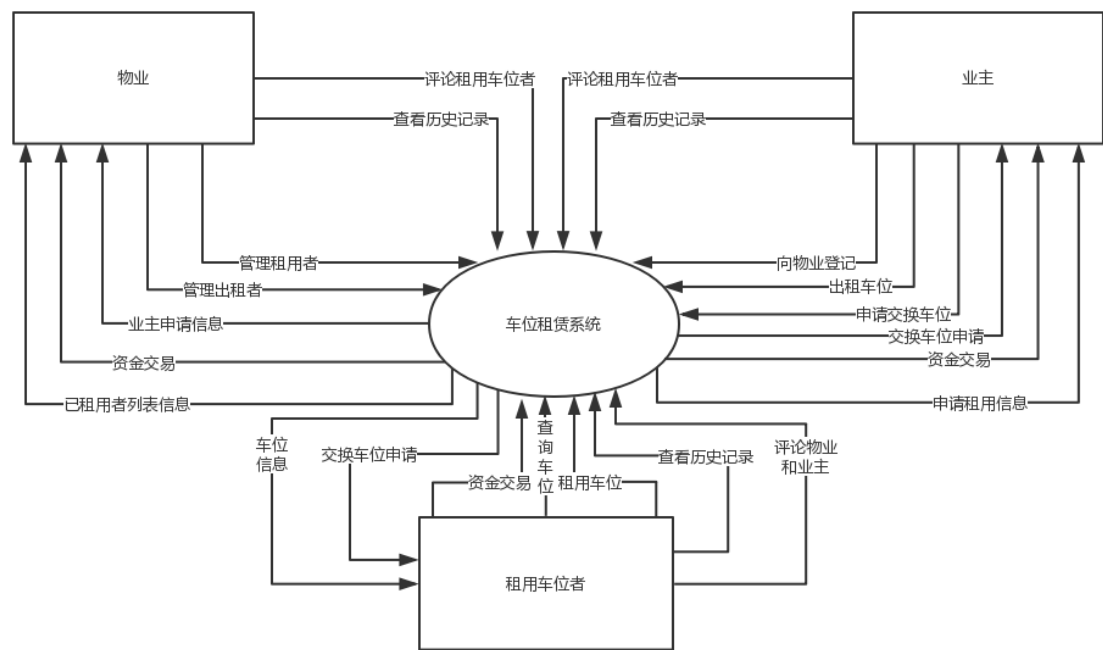 物业
业主
评论租用车位者
评论租用车位者
查看历史记录
查看历史记录
管理租用者
向物业登记
管理出租者
出租车位
业主申请信息
车位租赁系统
申请交换车位
交换车位申请
资金交易
资金交易
已租用者列表信息
申请租用信息
车位
信息
交换车位申请
资金交易
查
询
车
位
租用车位
查看历史记录
评论物业
和业主
租用车位者